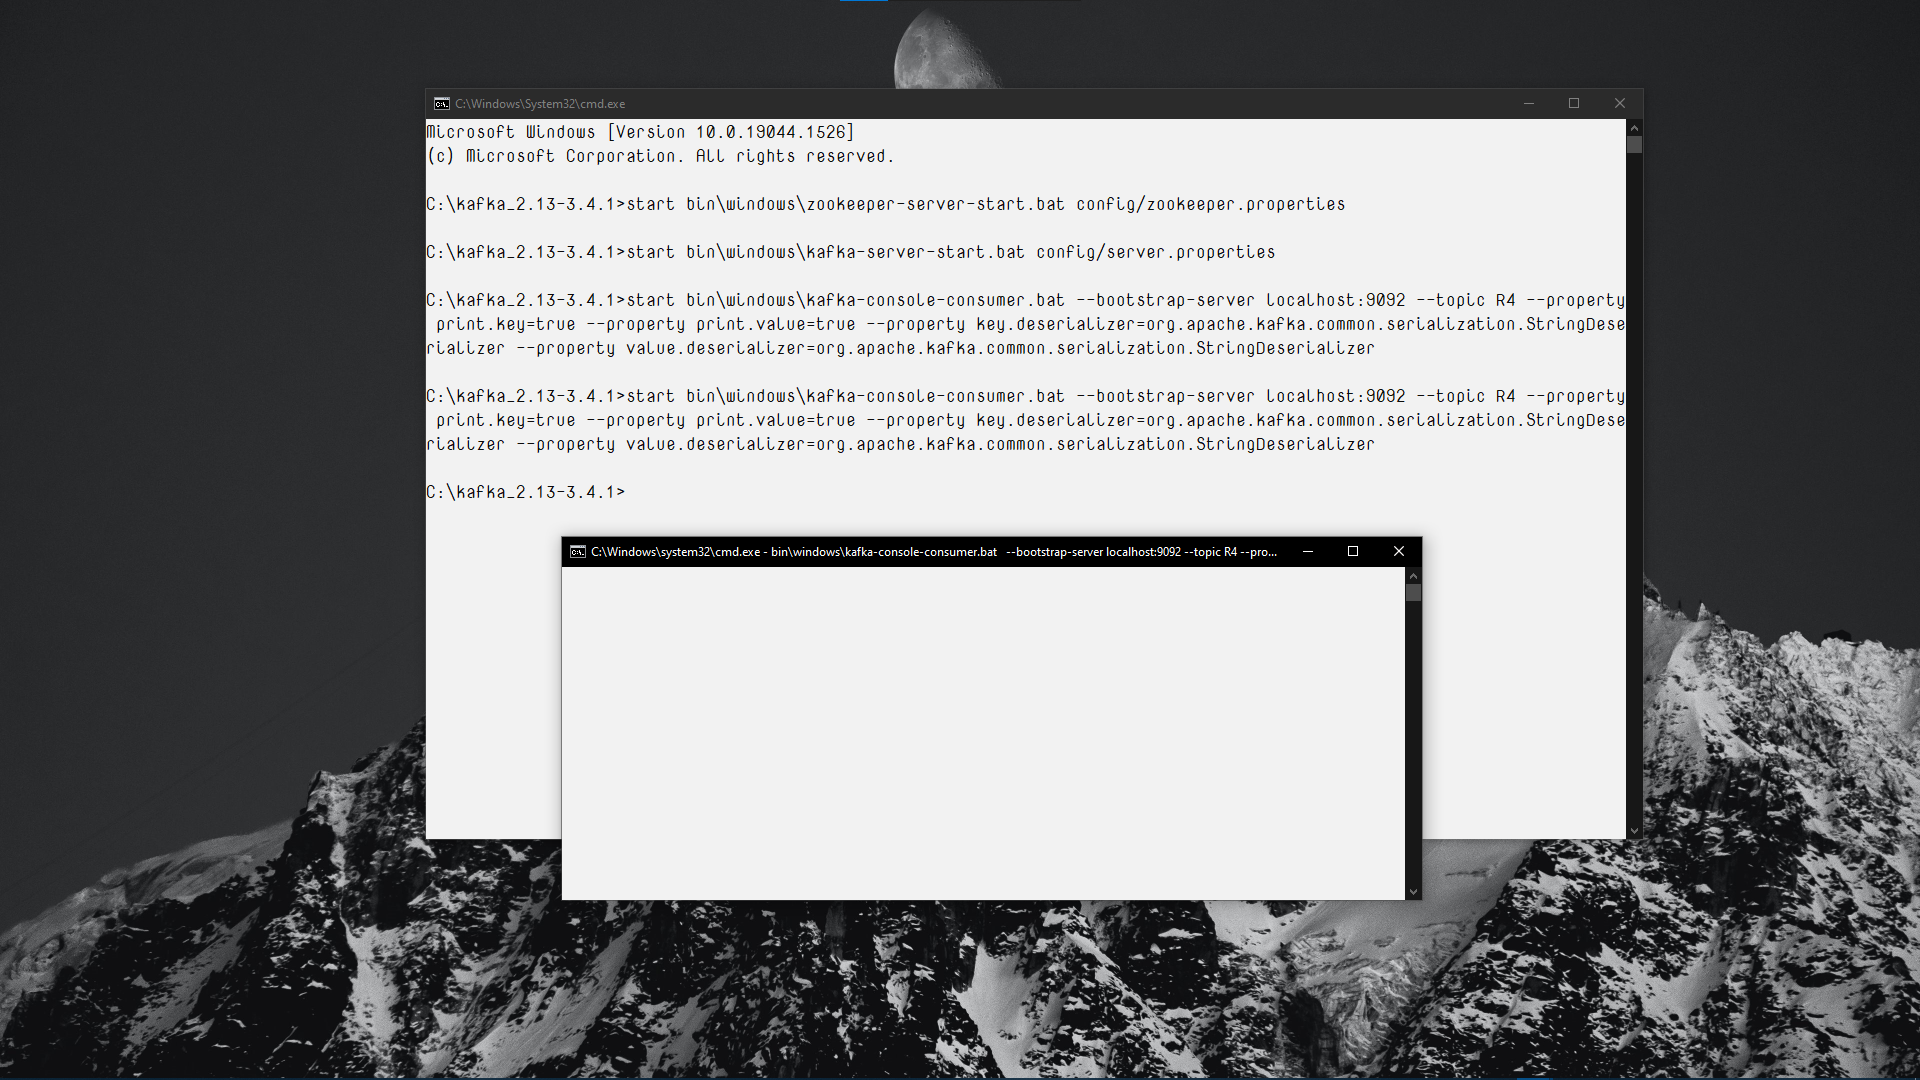 C:\Windows\System32\cmd.exe
Microsoft Windows [Version 10.0.19044.1526]
(c) Microsoft Corporation. All rights reserved.
C:\kafka_2.13-3.4.1>start bin\windows\zookeeper-server-start.bat config/zookeeper.properties
C:\kafka_2.13-3.4.1>start bin\windows\kafka-server-start.bat config/server.properties
C:\kafka_2.13-3.4.1>start bin\windows\kafka-console-consumer.bat --bootstrap-server localhost:9092 --topic R4 --property
print.key=true --property print.value=true --property key.deserializer=org.apache.kafka.common.serialization.StringDese
rializer --property value.deserializer=org.apache.kafka.common.serialization.StringDeserializer
C:\kafka_2.13-3.4.1>start bin\windows\kafka-console-consumer.bat --bootstrap-server localhost:9092 --topic R4 --property
print.key=true --property print.value=true --property key.deserializer=org.apache.kafka.common.serialization.StringDese
rializer --property value.deserializer=org.apache.kafka.common.serialization.StringDeserializer
C:\kafka_2.13-3.4.1>
C:\Windows\system32\cmd.exe - bin\windows\kafka-console-consumer.bat --bootstrap-server localhost:9092 --topic R4 --pro...